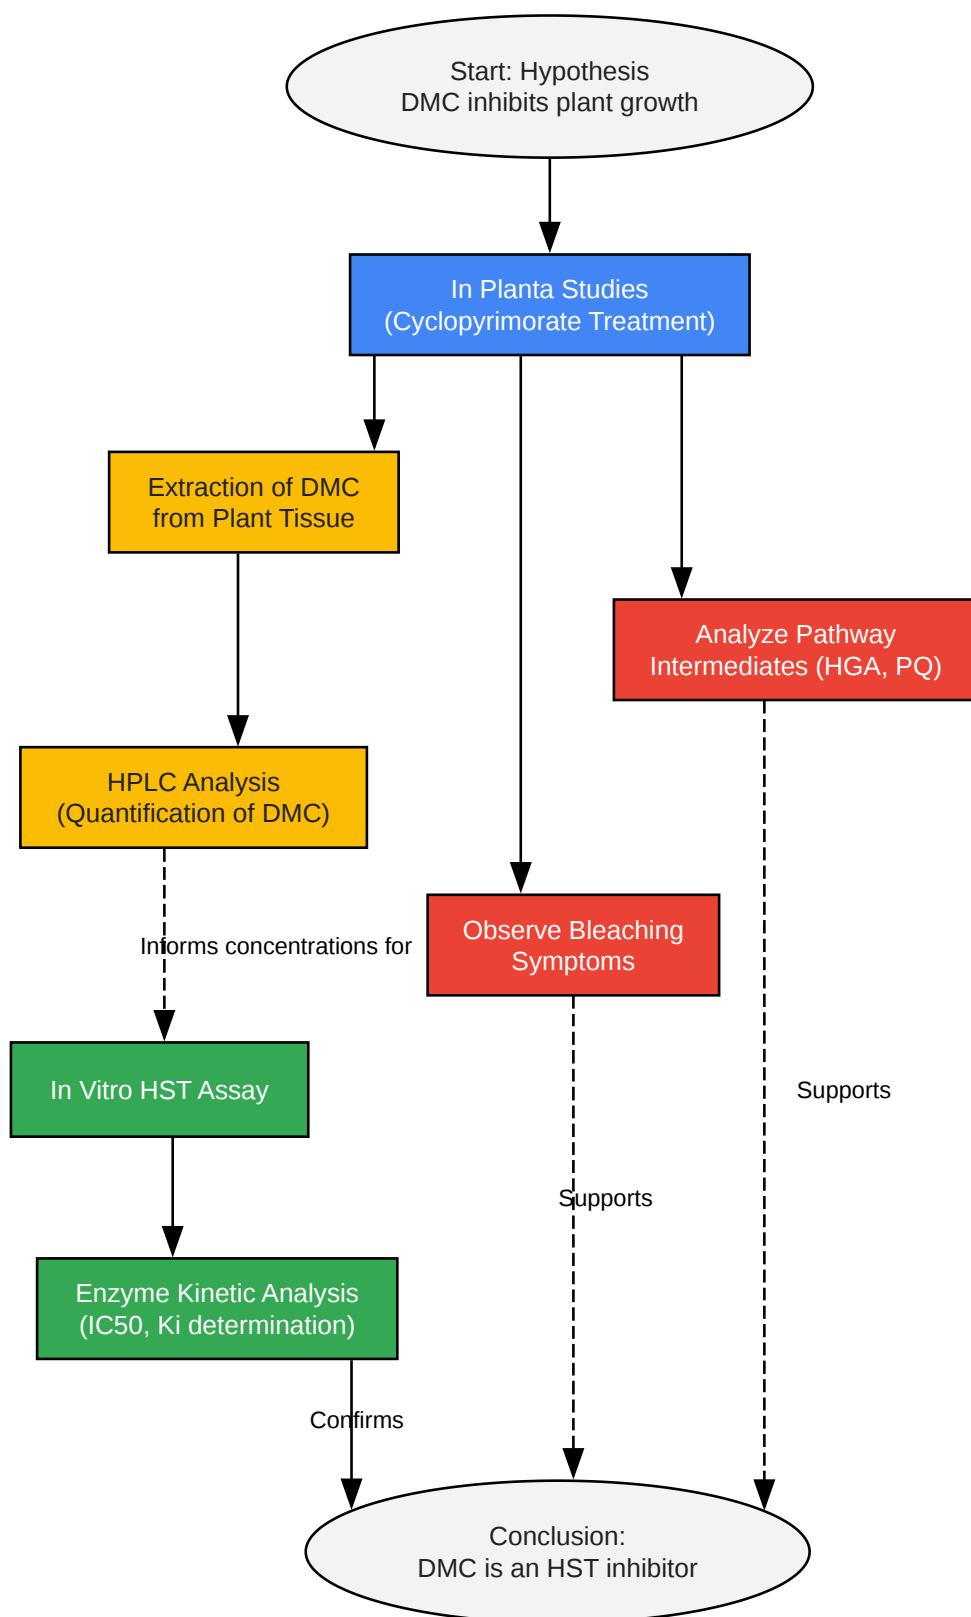 Start: Hypothesis
DMC inhibits plant growth
In Planta Studies
(Cyclopyrimorate Treatment)
Extraction of DMC
from Plant Tissue
Analyze Pathway
Intermediates (HGA, PQ)
HPLC Analysis
(Quantification of DMC)
Observe Bleaching
Symptoms
Informs concentrations for
In Vitro HST Assay
Supports
Supports
Enzyme Kinetic Analysis
(IC50, Ki determination)
Confirms
Conclusion:
DMC is an HST inhibitor